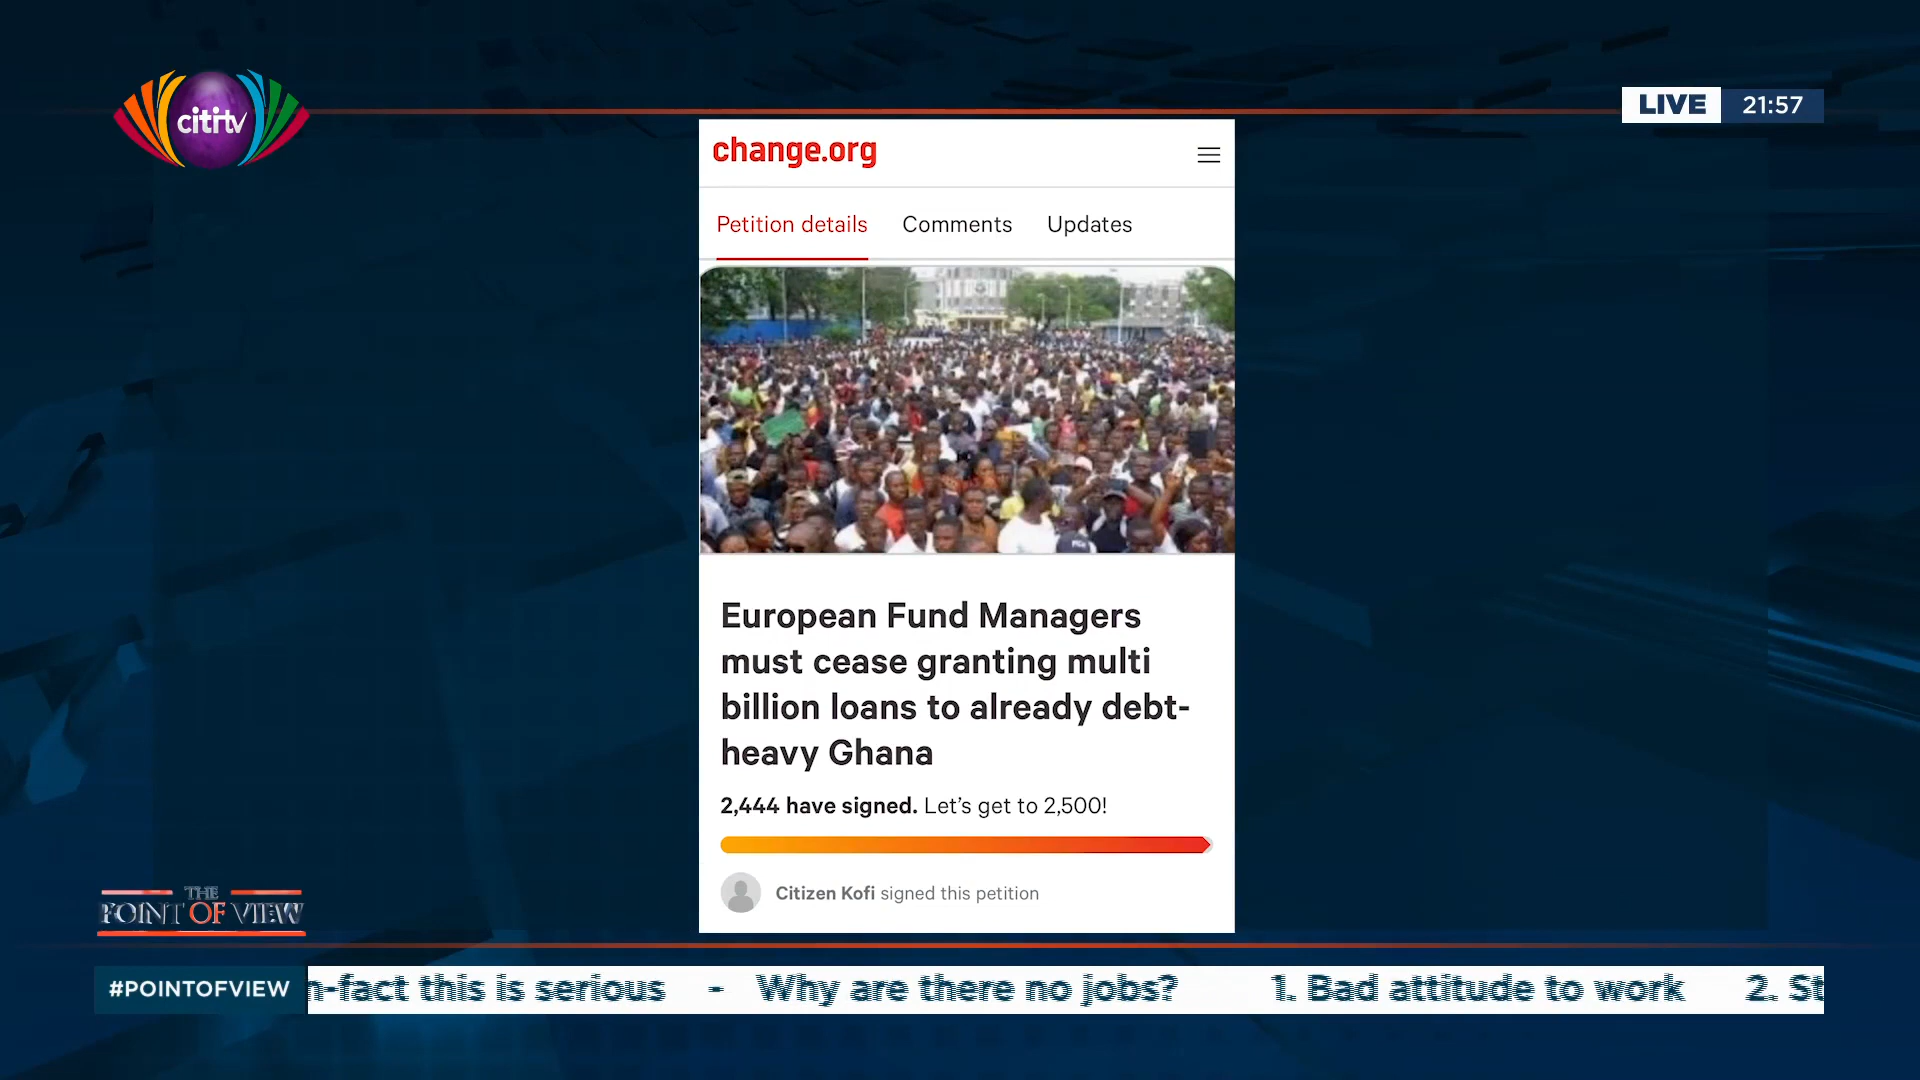 citi tv
LIVE 21:57
change.org
Petition details Comments Updates
European Fund Managers
must cease granting multi
billion loans to already debt-
heavy Ghana
2,444 have signed. Let's get to 2,500!
Citizen Kofi signed this petition
THE
POINT OF VIEW
#POINTOFVIEW n-fact this is serious - Why are there no jobs? 1. Bad attitude to work 2. St